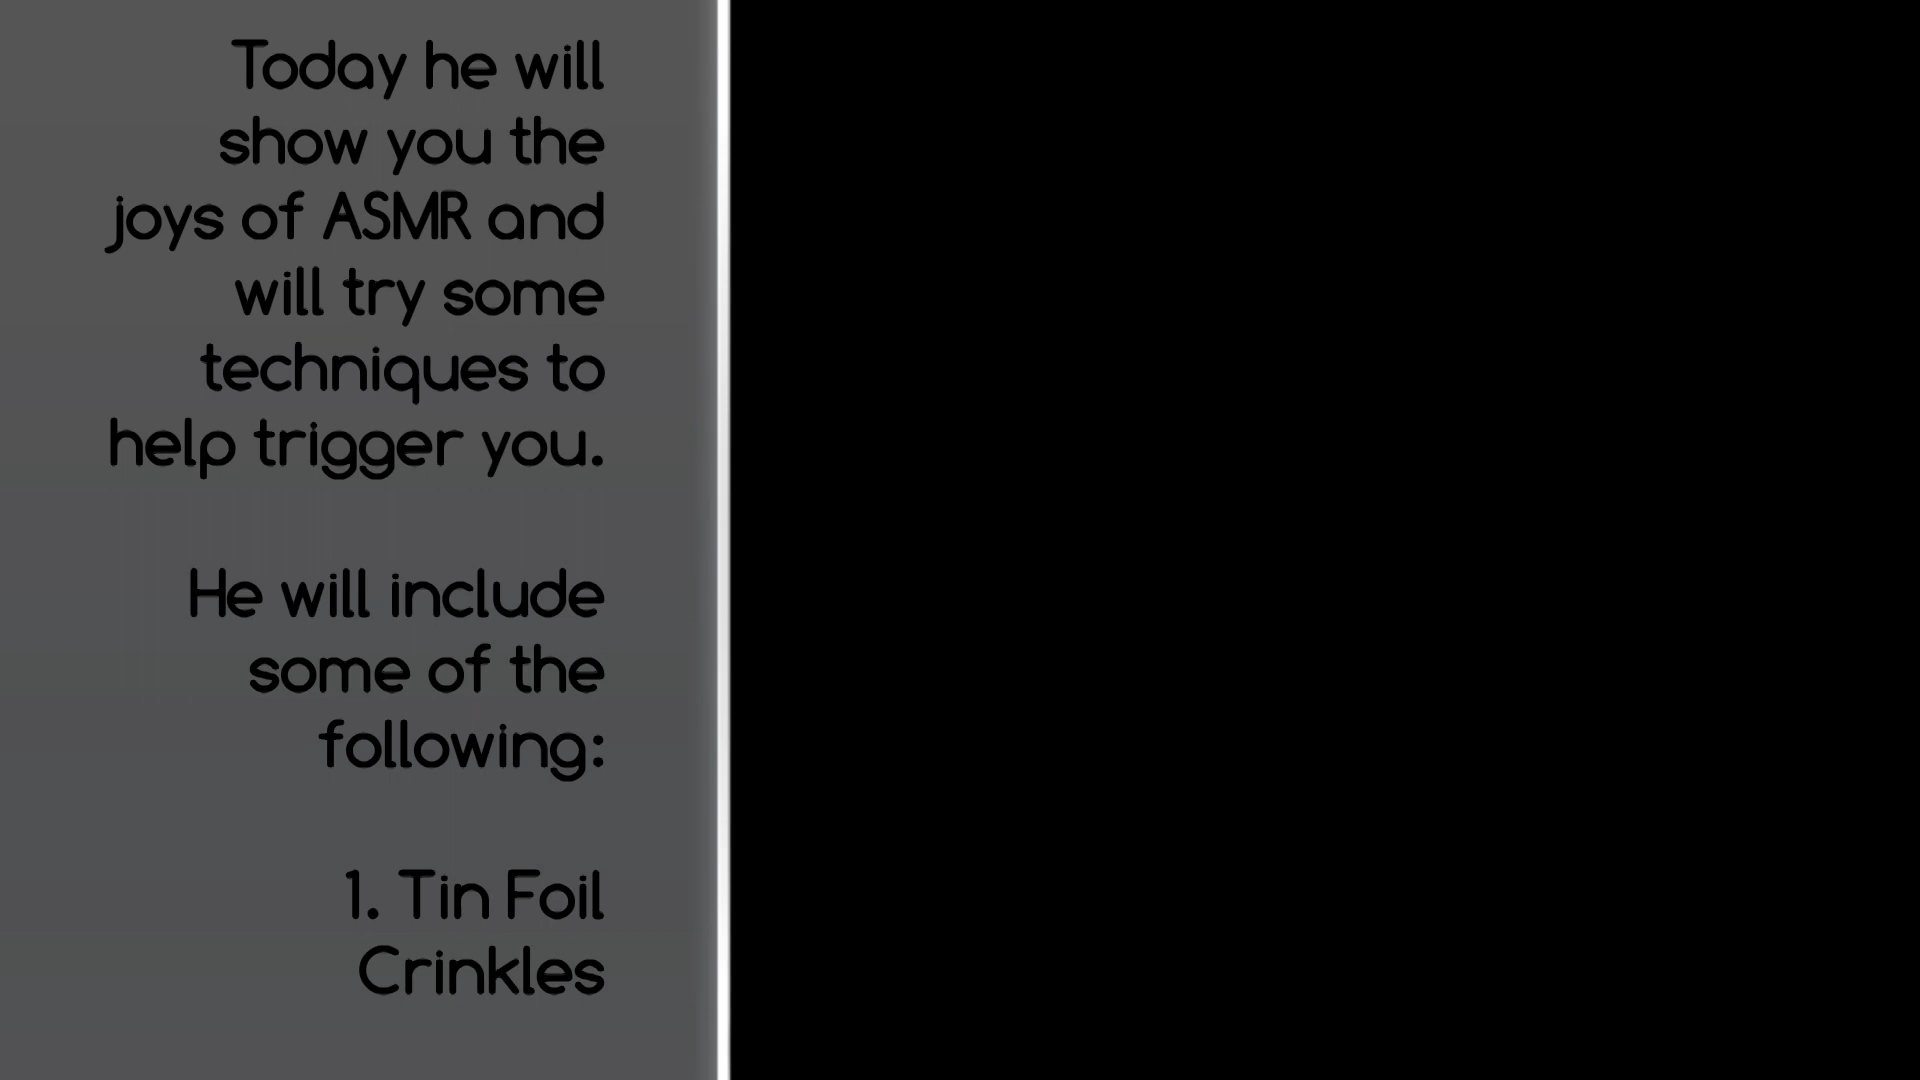 Today he will
show you the
joys of ASMR and
will try some
techniques to
help trigger you.
He will include
some of the
following:
1. Tin Foil
Crinkles